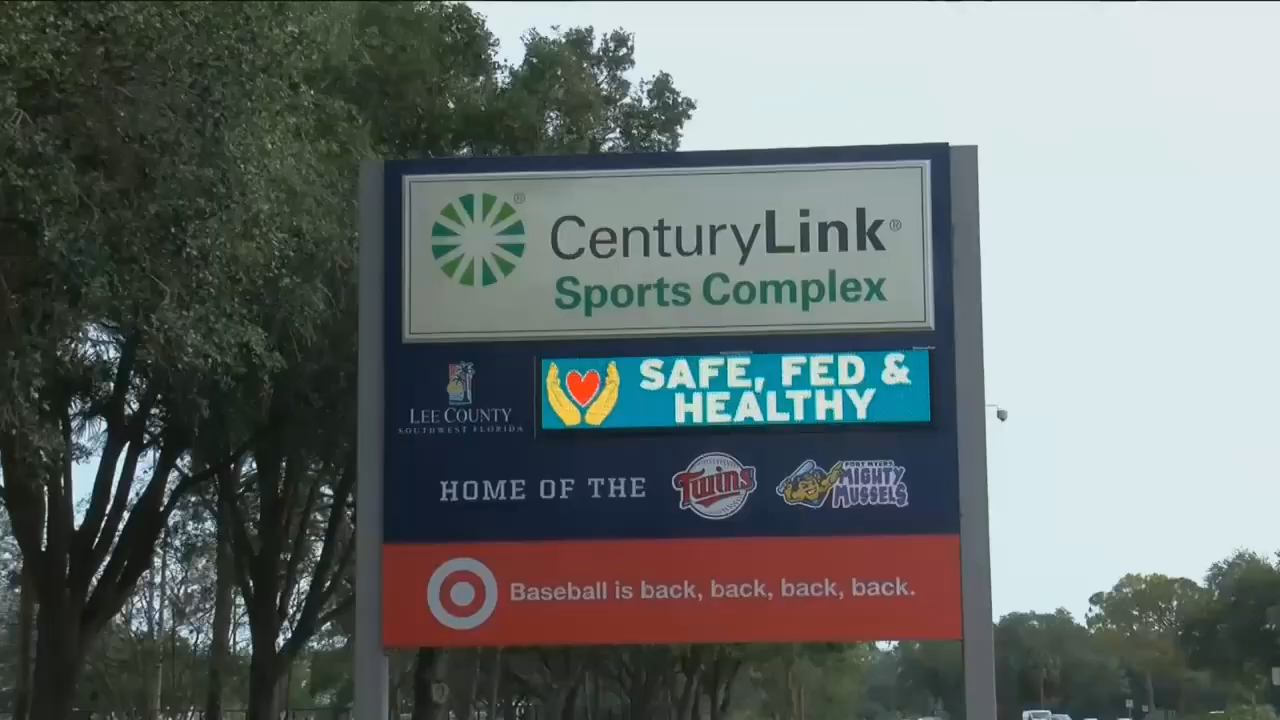 CenturyLink®
Sports Complex
LEE COUNTY
SOUTHWEST FLORIDA
SAFE, FED &
HEALTHY
HOME OF THE
Twins
FORT MYERS
MIGHTY
MUSSELS
Baseball is back, back, back, back.